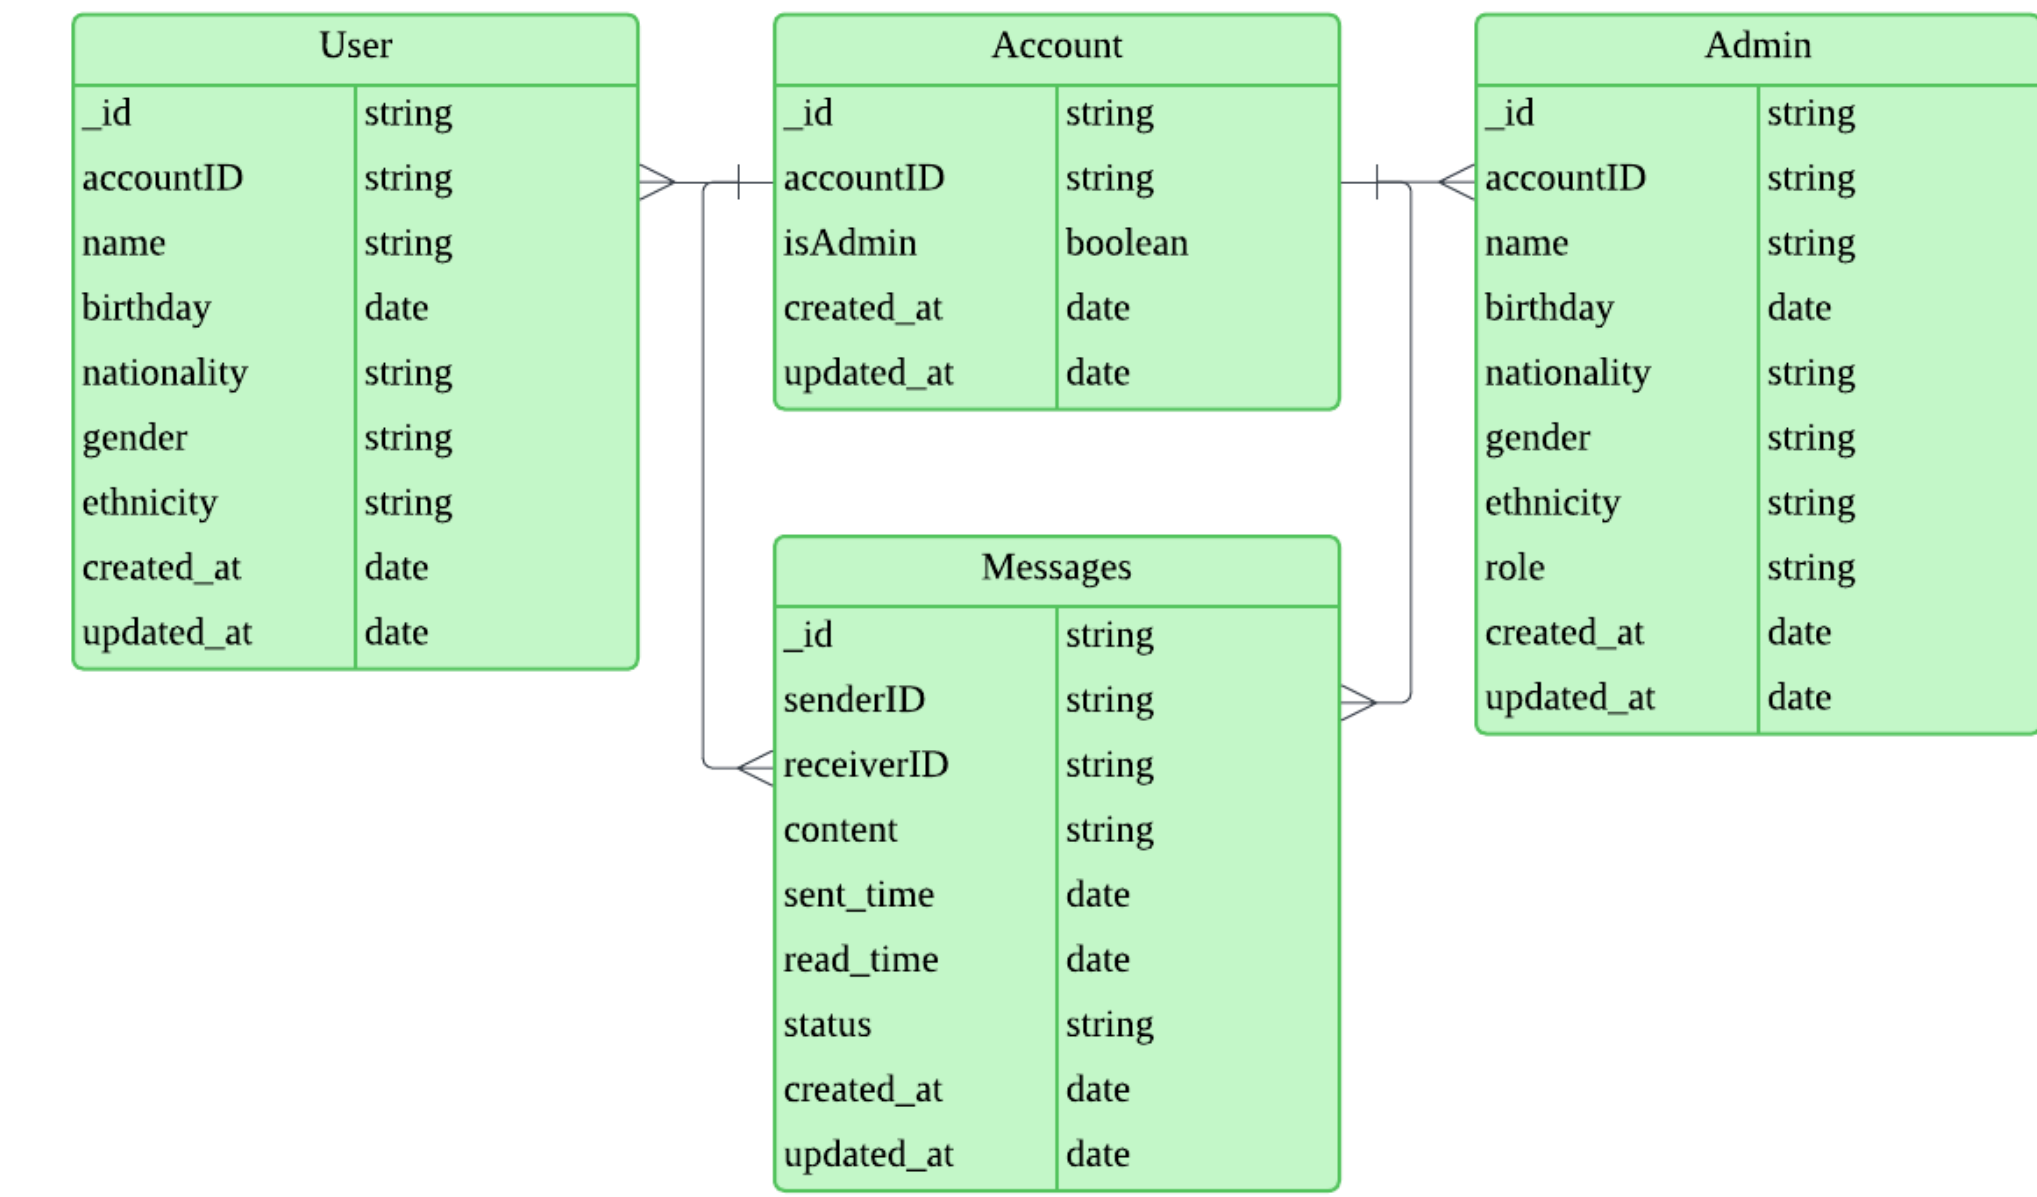 User
_id string
accountID string
name string
birthday date
nationality string
gender string
ethnicity string
created_at date
updated_at date
Account
_id string
accountID string
isAdmin boolean
created_at date
updated_at date
Admin
_id string
accountID string
name string
birthday date
nationality string
gender string
ethnicity string
role string
created_at date
updated_at date
Messages
_id string
senderID string
receiverID string
content string
sent_time date
read_time date
status string
created_at date
updated_at date